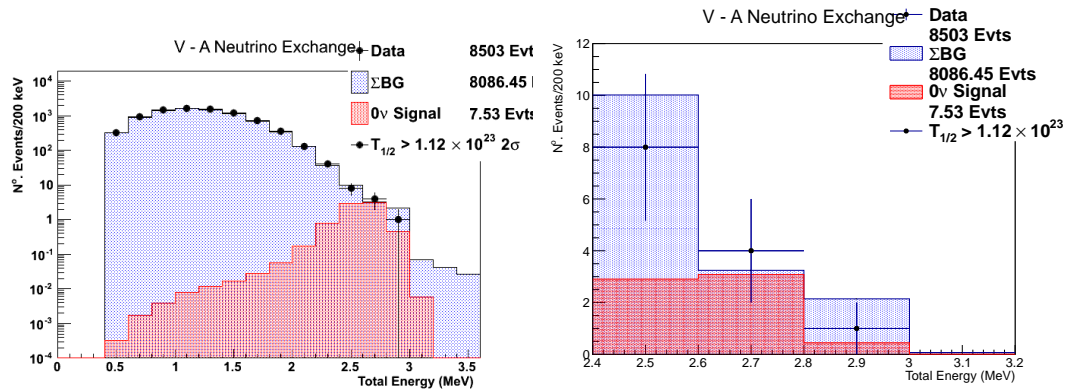 V - A Neutrino Exchange
Data 8503 Evt
ΣBG 8086.45
0ν Signal 7.53 Evts
T1/2 > 1.12 × 10^23 2σ
Nº. Events/200 keV
10^4
10^3
10^2
10
1
10^-1
10^-2
10^-3
10^-4
0 0.5 1 1.5 2 2.5 3 3.5
Total Energy (MeV)
V - A Neutrino Exchange
Data
8503 Evts
ΣBG
8086.45 Evts
0ν Signal
7.53 Evts
T1/2 > 1.12 × 10^23
Nº. Events/200 keV
12
10
8
6
4
2
0
2.4 2.5 2.6 2.7 2.8 2.9 3 3.1 3.2
Total Energy (MeV)